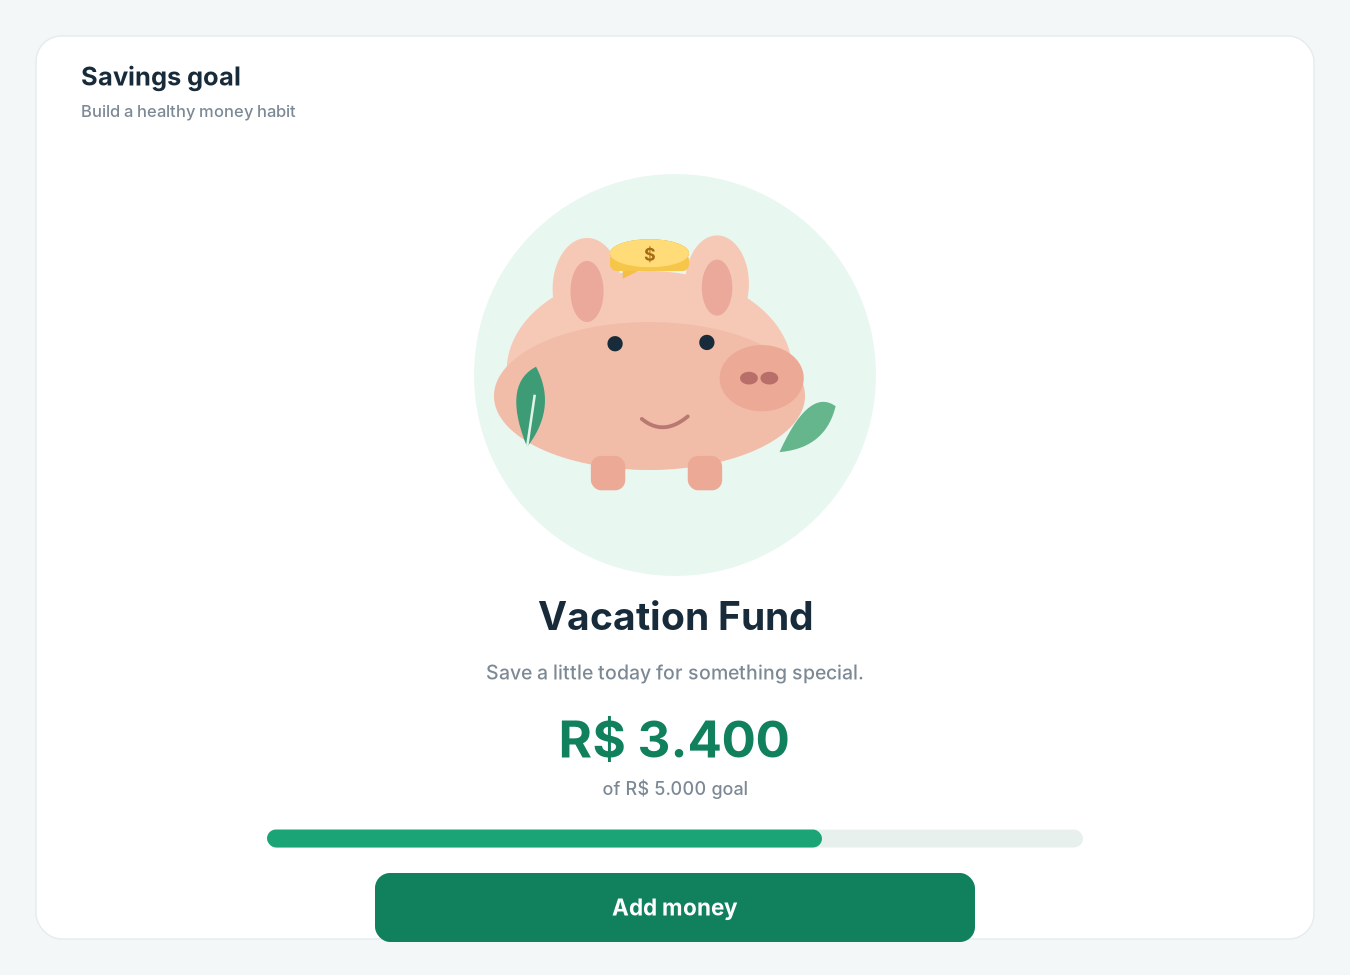 Savings goal
Build a healthy money habit
$
Vacation Fund
Save a little today for something special.
R$ 3.400
of R$ 5.000 goal
Add money